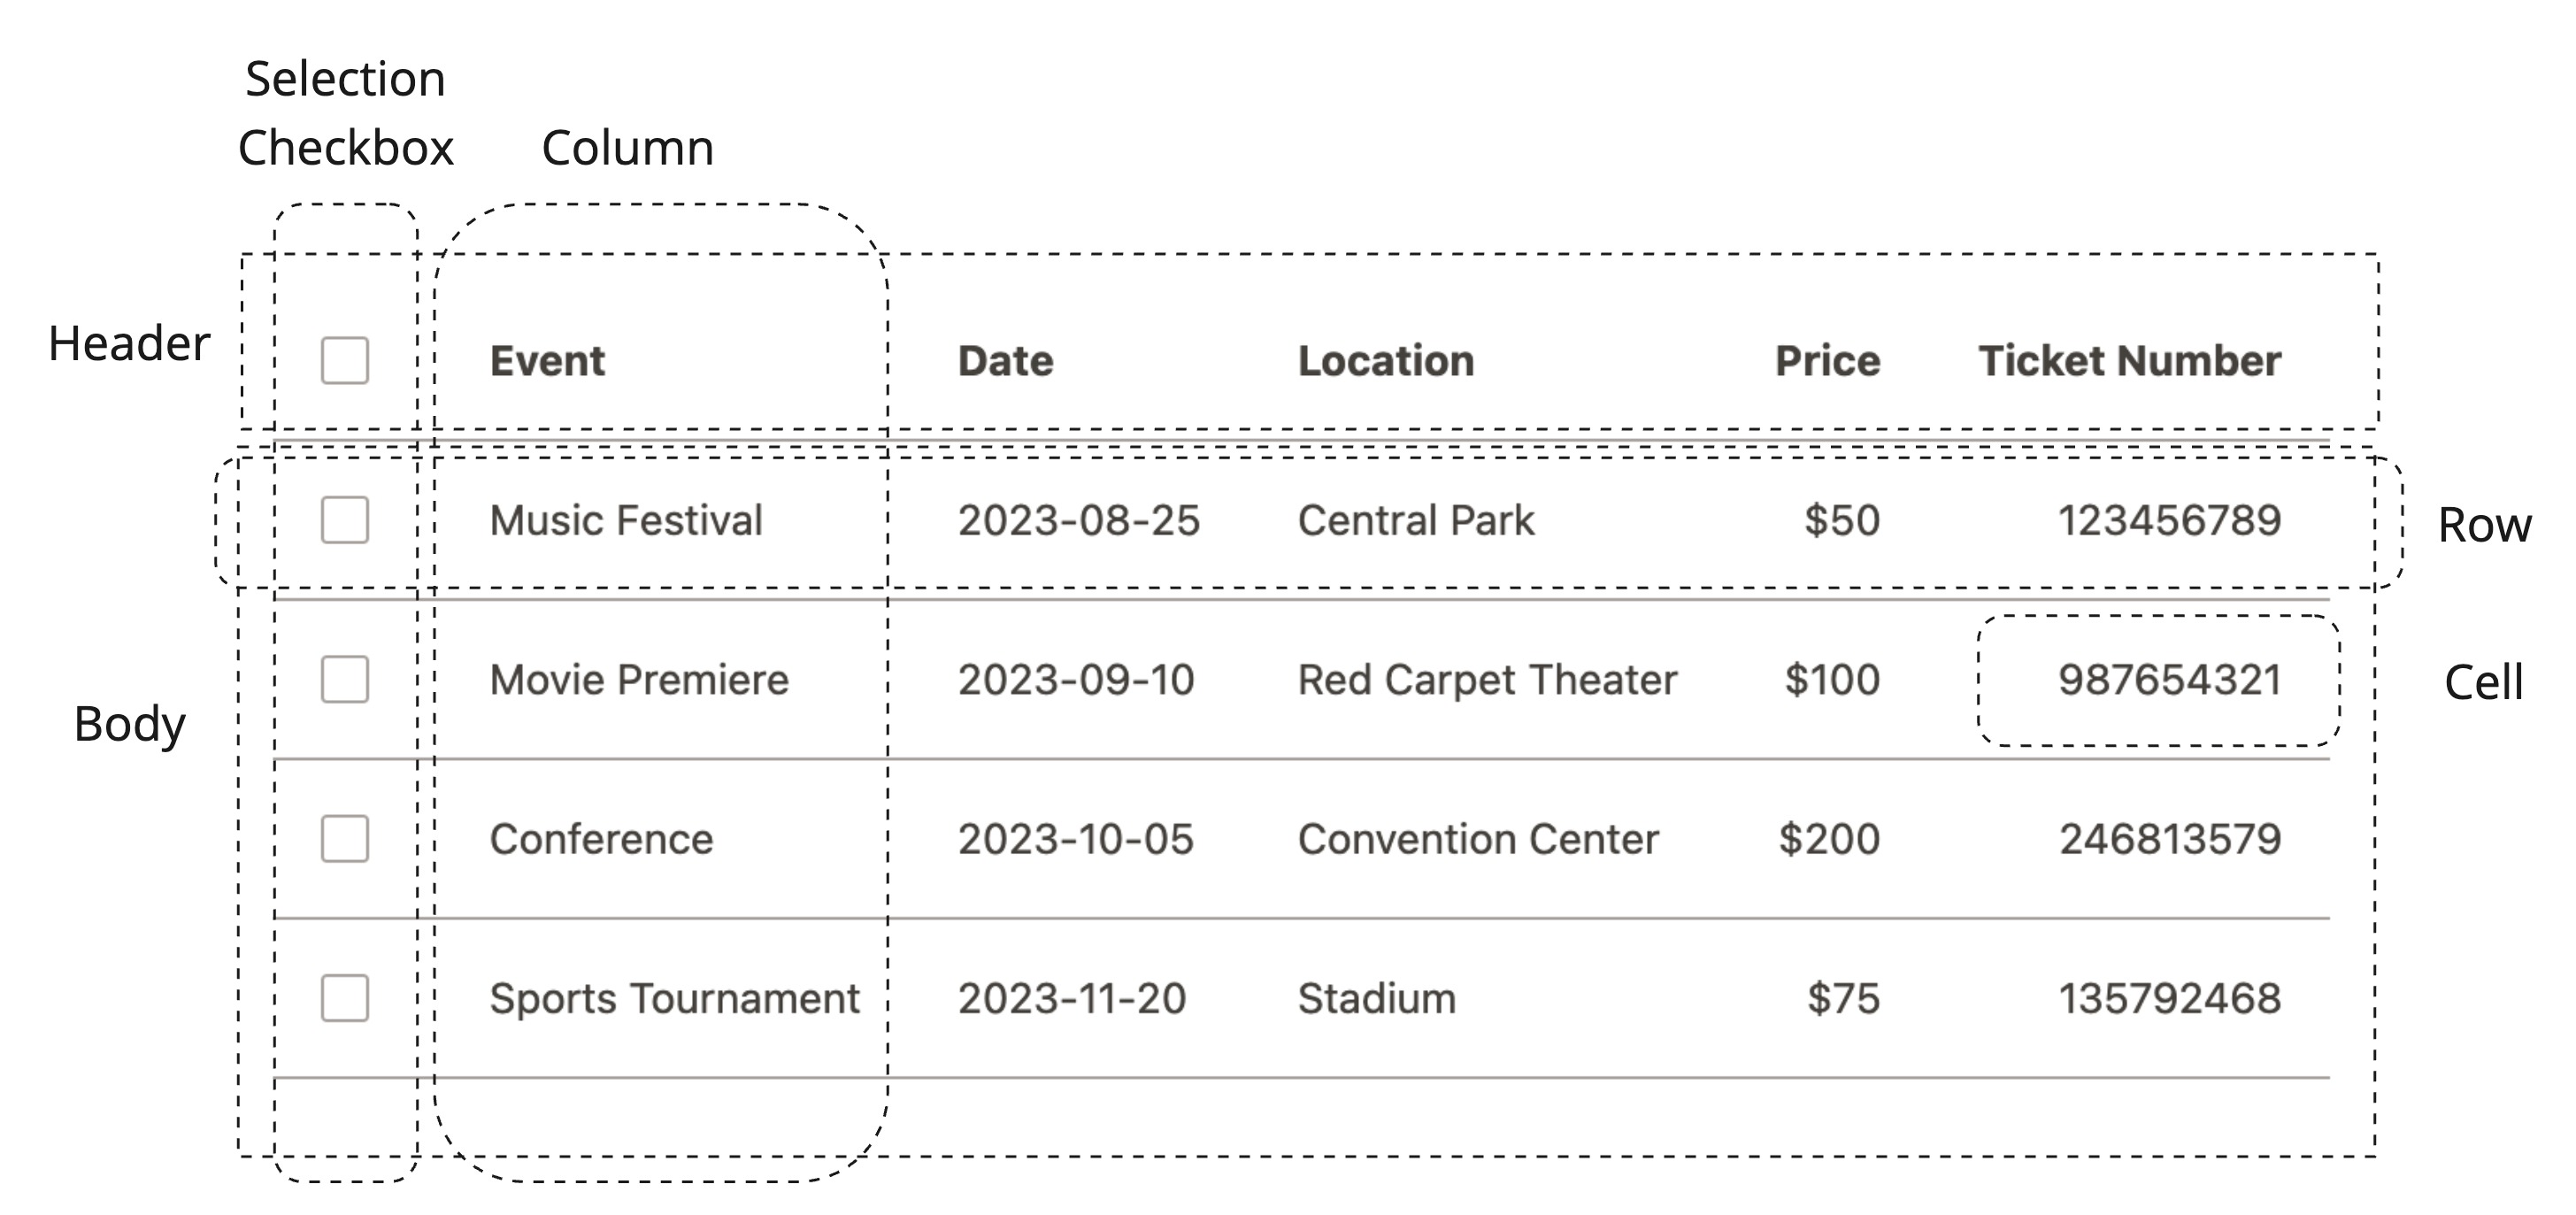 Selection
Checkbox Column
Header Event Date Location Price Ticket Number
Music Festival 2023-08-25 Central Park $50 123456789 Row
Movie Premiere 2023-09-10 Red Carpet Theater $100 987654321 Cell
Body
Conference 2023-10-05 Convention Center $200 246813579
Sports Tournament 2023-11-20 Stadium $75 135792468